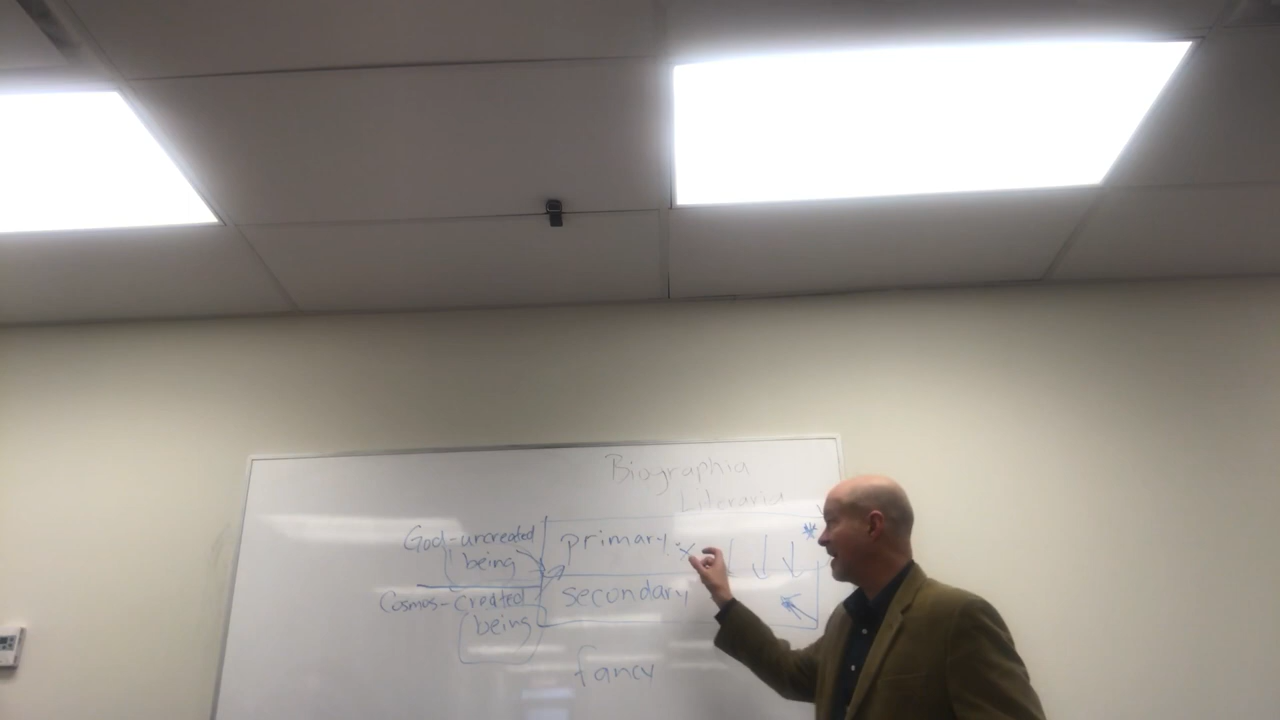 Biographia
Literaria
God-uncreated
being
primary
Cosmos-created
being
secondary
fancy